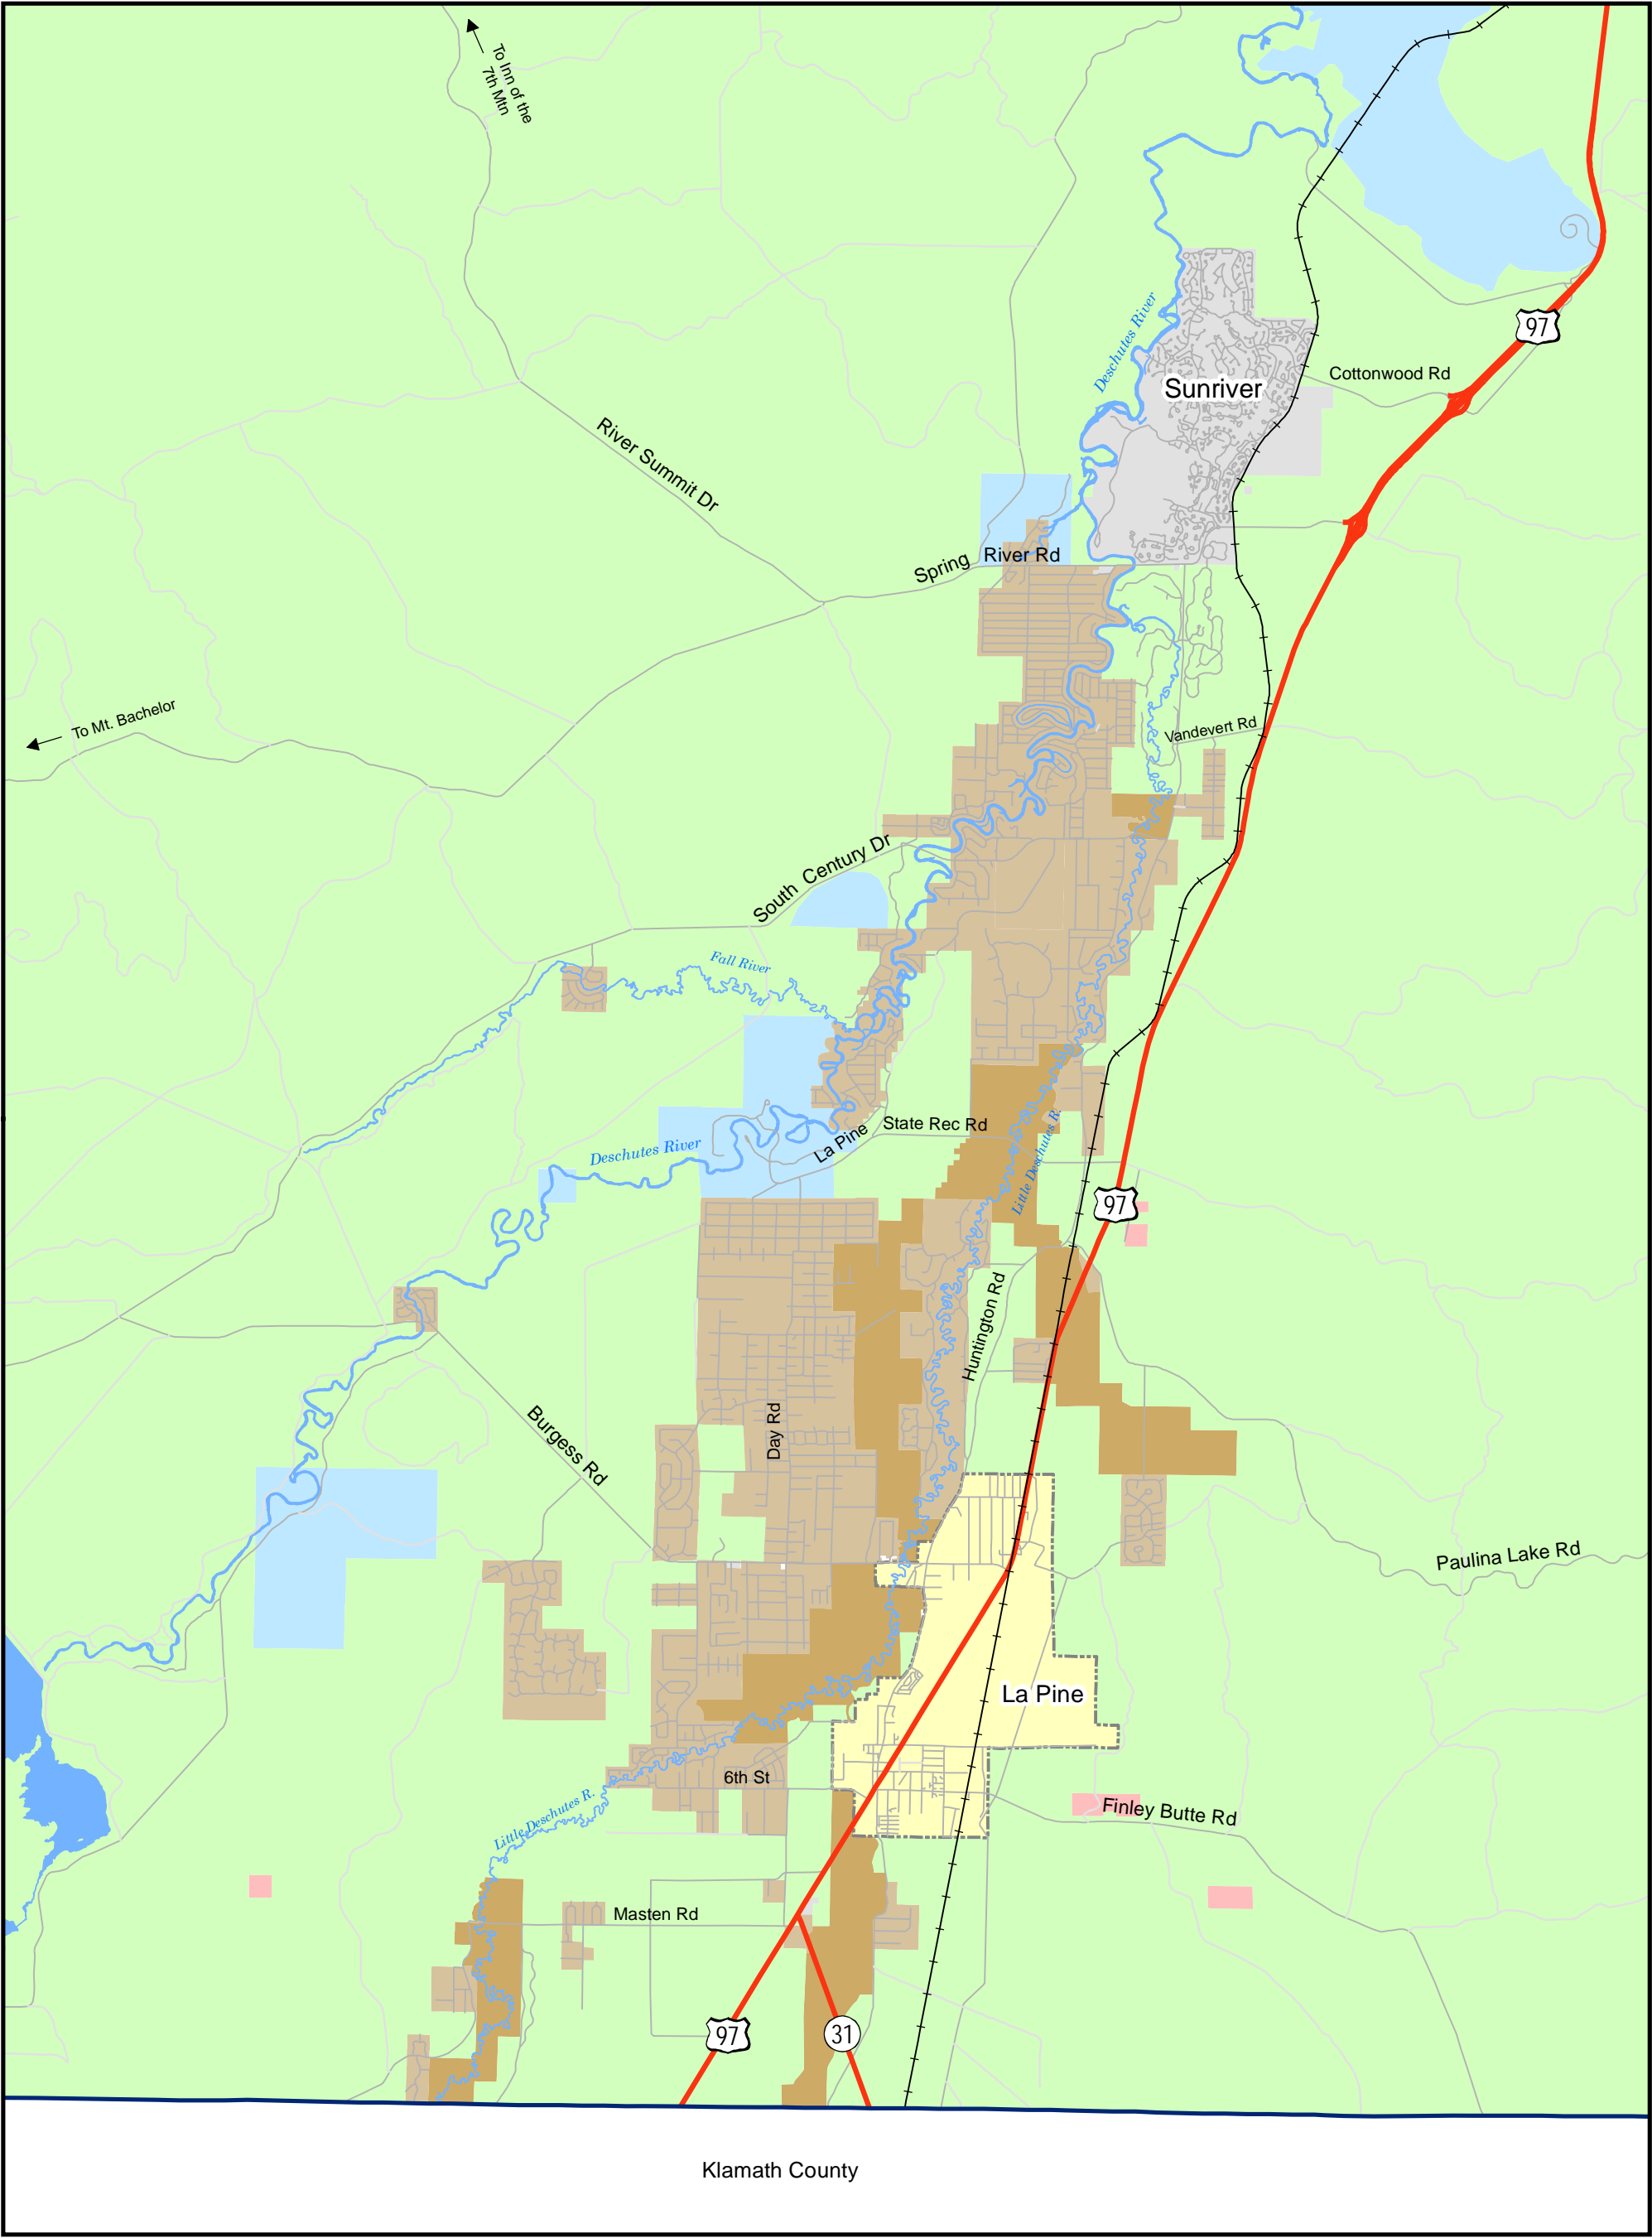 To Inn of the
7th Mtn
Deschutes River
97
Sunriver
Cottonwood Rd
River Summit Dr
Spring River Rd
To Mt. Bachelor
Vandevert Rd
South Century Dr
Fall River
State Rec Rd
La Pine
Deschutes River
Little Deschutes R.
97
Huntington Rd
Burgess Rd
Day Rd
Paulina Lake Rd
La Pine
6th St
Finley Butte Rd
Little Deschutes R.
Masten Rd
97
31
Klamath County